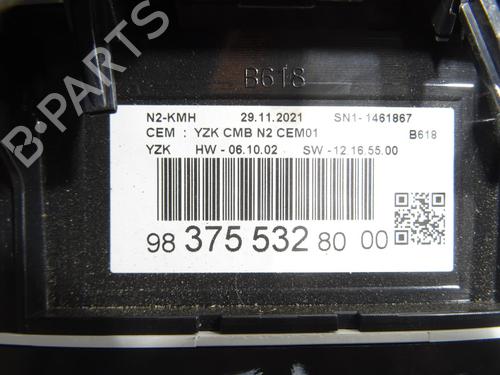 B618
N2-KMH 29.11.2021 SN1- 1461867
CEM : YZK CMB N2 CEM01 B618
YZK HW - 06.10.02 SW - 12.16.55.00
98 375 532 80 00
B-Parts